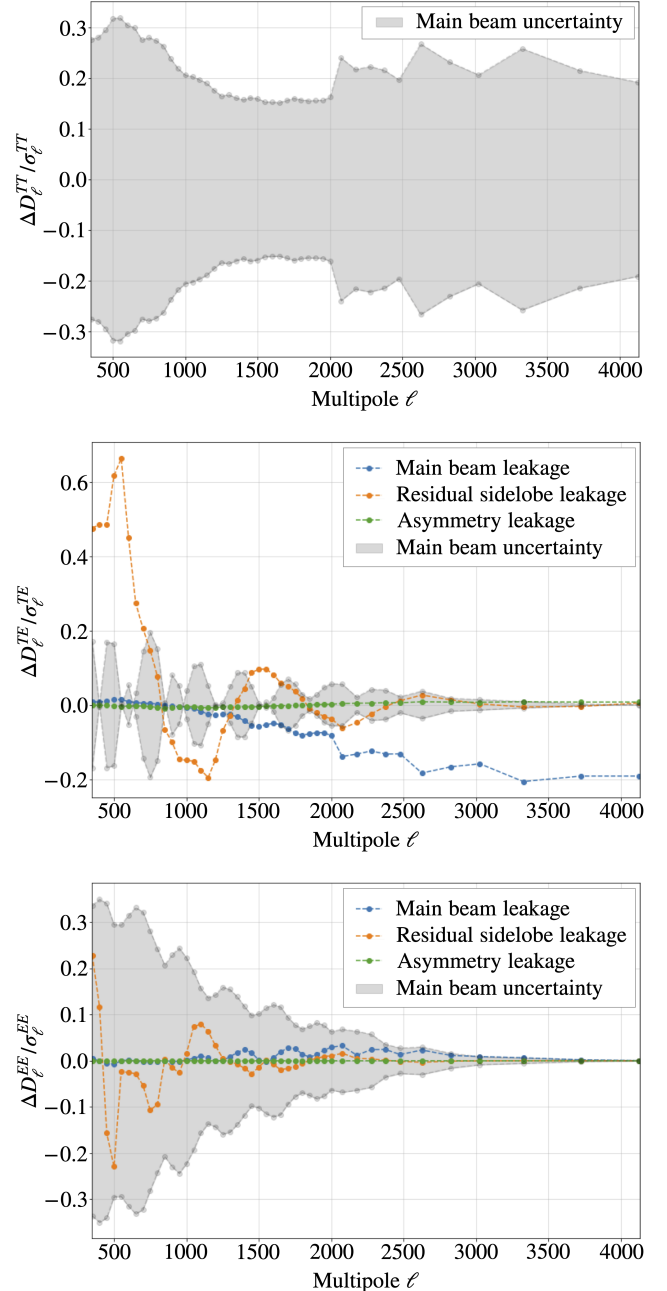 Main beam uncertainty
0.3
0.2
0.1
0.0
−0.1
−0.2
−0.3
ΔD_ℓ^{TT}/σ_ℓ^{TT}
500 1000 1500 2000 2500 3000 3500 4000
Multipole ℓ
Main beam leakage
Residual sidelobe leakage
Asymmetry leakage
Main beam uncertainty
0.6
0.4
0.2
0.0
−0.2
ΔD_ℓ^{TE}/σ_ℓ^{TE}
500 1000 1500 2000 2500 3000 3500 4000
Multipole ℓ
Main beam leakage
Residual sidelobe leakage
Asymmetry leakage
Main beam uncertainty
0.3
0.2
0.1
0.0
−0.1
−0.2
−0.3
ΔD_ℓ^{EE}/σ_ℓ^{EE}
500 1000 1500 2000 2500 3000 3500 4000
Multipole ℓ